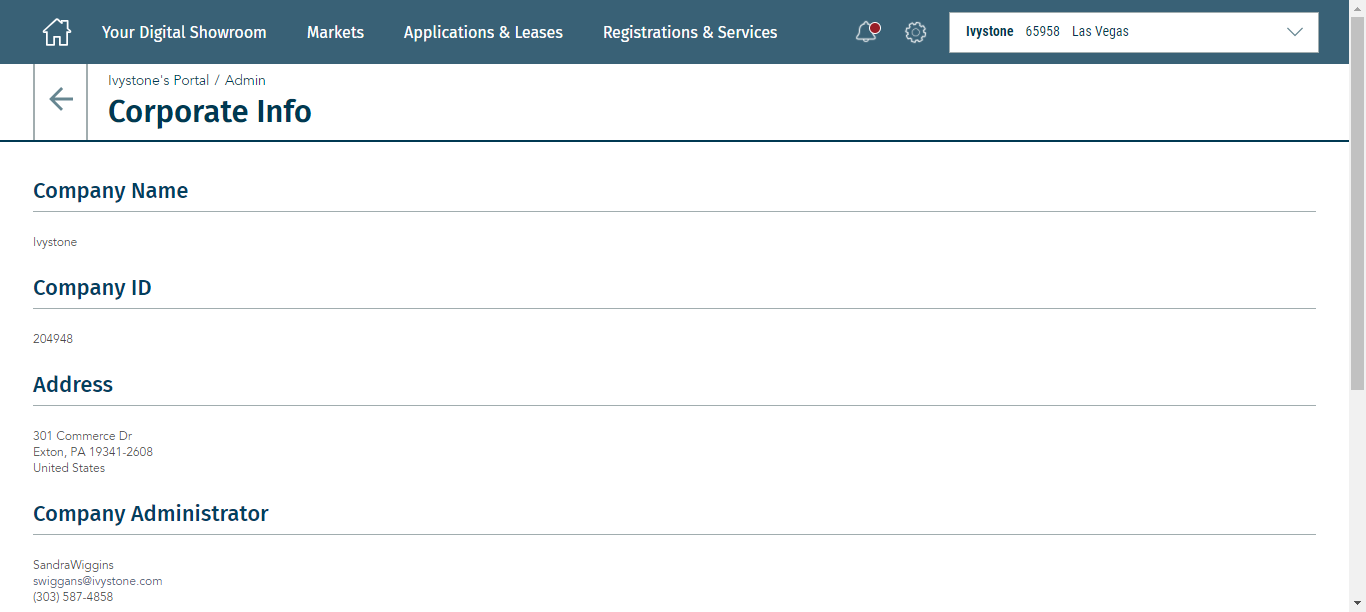 Your Digital Showroom Markets Applications & Leases Registrations & Services Ivystone 65958 Las Vegas
Ivystone's Portal / Admin
Corporate Info
Company Name
Ivystone
Company ID
204948
Address
301 Commerce Dr
Exton, PA 19341-2608
United States
Company Administrator
SandraWiggins
swiggans@ivystone.com
(303) 587-4858